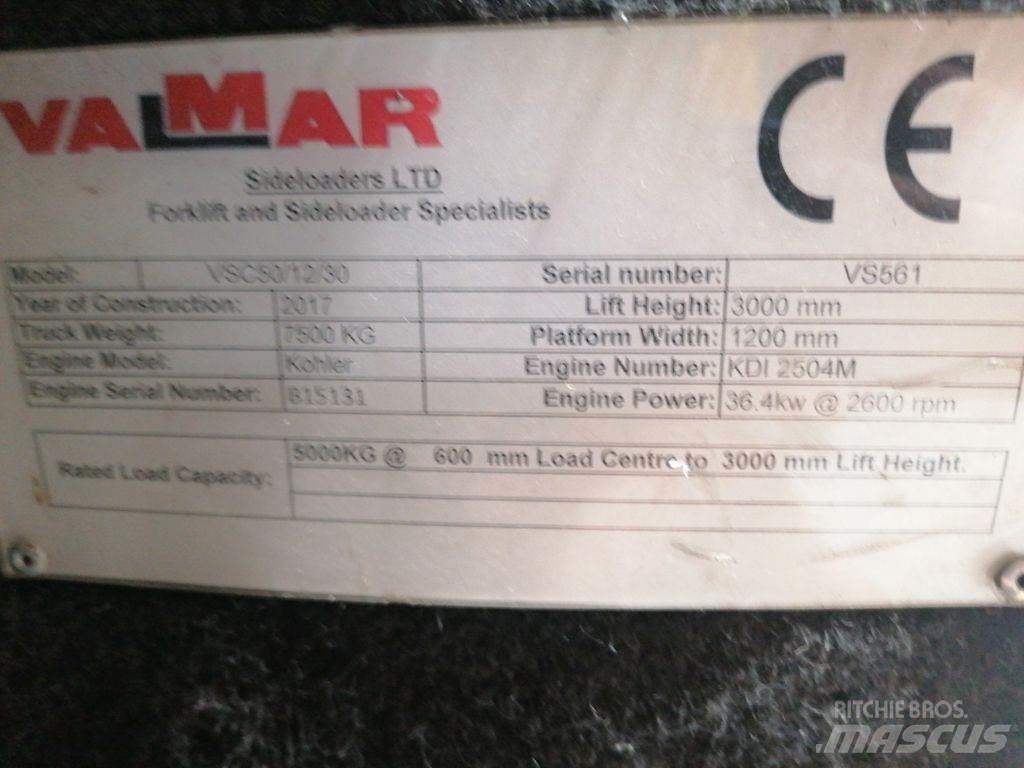 VALMAR
CE
Sideloaders LTD
Forklift and Sideloader Specialists
Model: VSC50/12/30 Serial number: VS561
Year of Construction: 2017 Lift Height: 3000 mm
Truck Weight: 7500 KG Platform Width: 1200 mm
Engine Model: Kohler Engine Number: KDI 2504M
Engine Serial Number: 815131 Engine Power: 36.4kw @ 2600 rpm
Rated Load Capacity: 5000KG @ 600 mm Load Centre to 3000 mm Lift Height.
RITCHIE BROS.
MASCUS